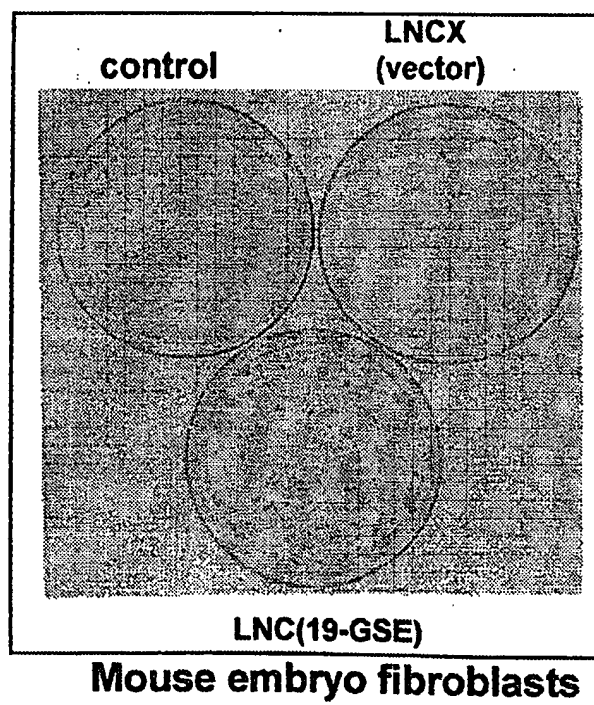 control
LNCX
(vector)
LNC(19-GSE)
Mouse embryo fibroblasts